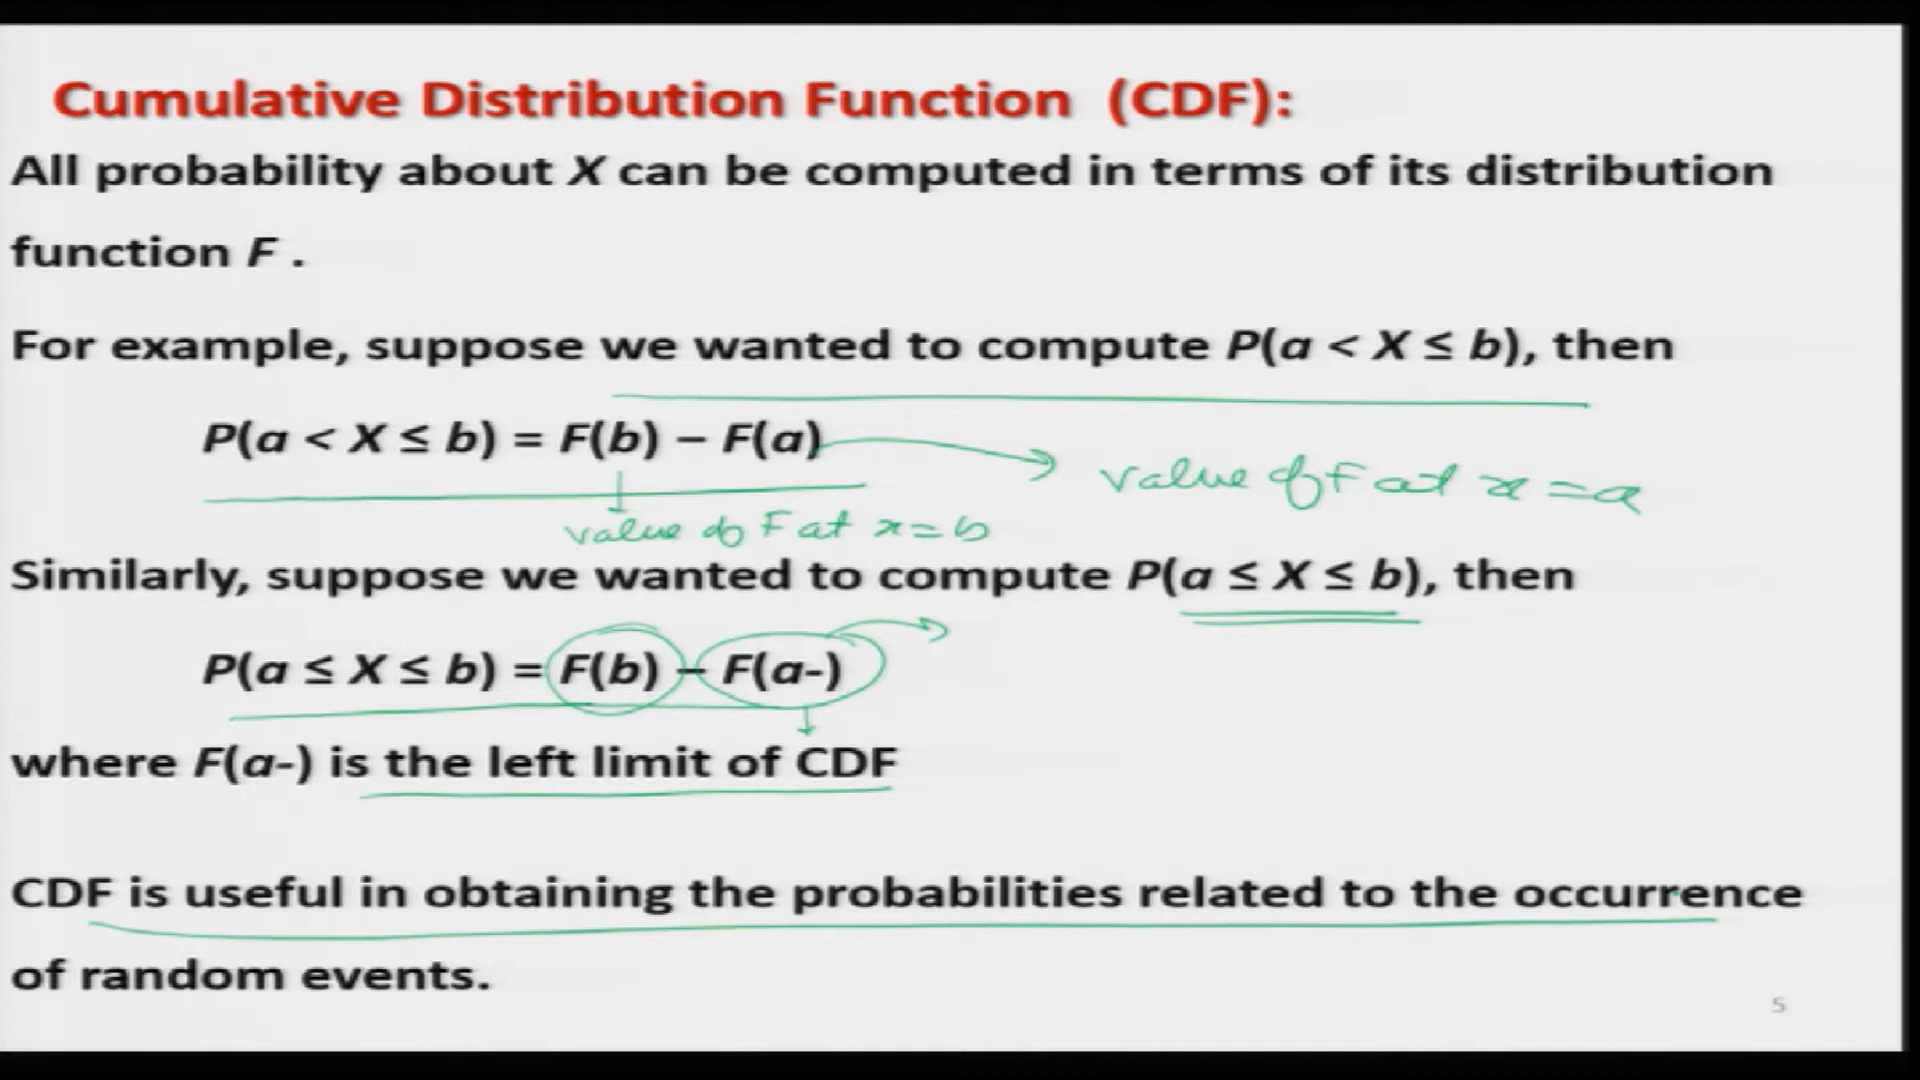 Cumulative Distribution Function (CDF):
All probability about X can be computed in terms of its distribution
function F .
For example, suppose we wanted to compute P(a < X ≤ b), then
P(a < X ≤ b) = F(b) – F(a)
value of F at x = a
value of F at x = b
Similarly, suppose we wanted to compute P(a ≤ X ≤ b), then
P(a ≤ X ≤ b) = F(b) – F(a-)
where F(a-) is the left limit of CDF
CDF is useful in obtaining the probabilities related to the occurrence
of random events.
5